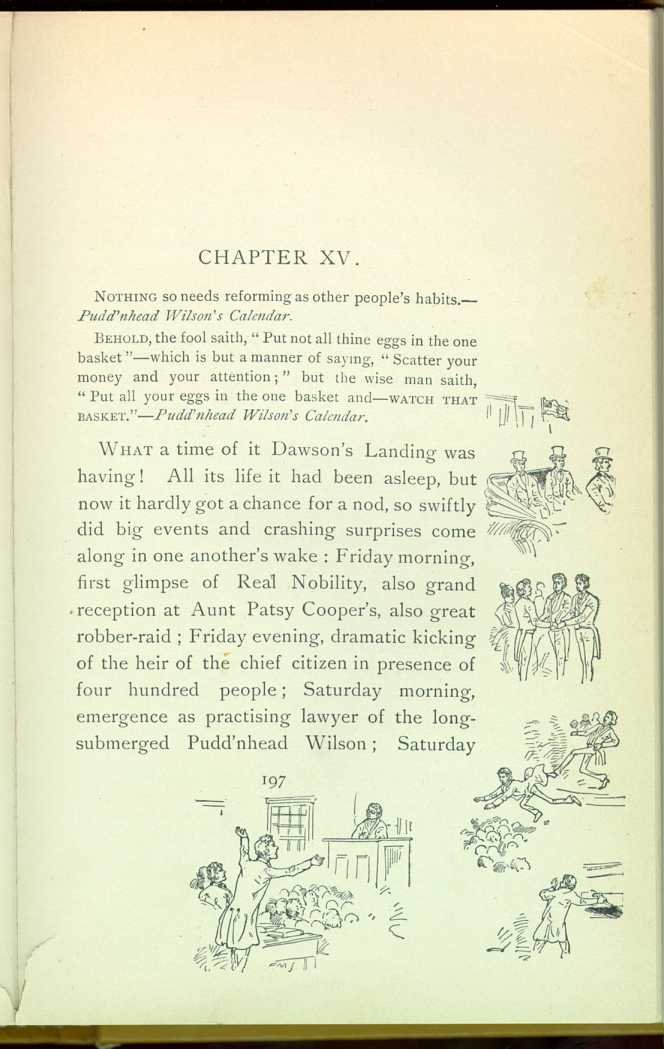 CHAPTER XV.
NOTHING so needs reforming as other people's habits.—
Pudd'nhead Wilson's Calendar.
BEHOLD, the fool saith, “ Put not all thine eggs in the one
basket ”—which is but a manner of saying, “ Scatter your
money and your attention ; ” but the wise man saith,
“ Put all your eggs in the one basket and—WATCH THAT
BASKET.”—Pudd'nhead Wilson's Calendar.
WHAT a time of it Dawson's Landing was
having ! All its life it had been asleep, but
now it hardly got a chance for a nod, so swiftly
did big events and crashing surprises come
along in one another's wake : Friday morning,
first glimpse of Real Nobility, also grand
reception at Aunt Patsy Cooper's, also great
robber-raid ; Friday evening, dramatic kicking
of the heir of the chief citizen in presence of
four hundred people ; Saturday morning,
emergence as practising lawyer of the long-
submerged Pudd'nhead Wilson ; Saturday
197